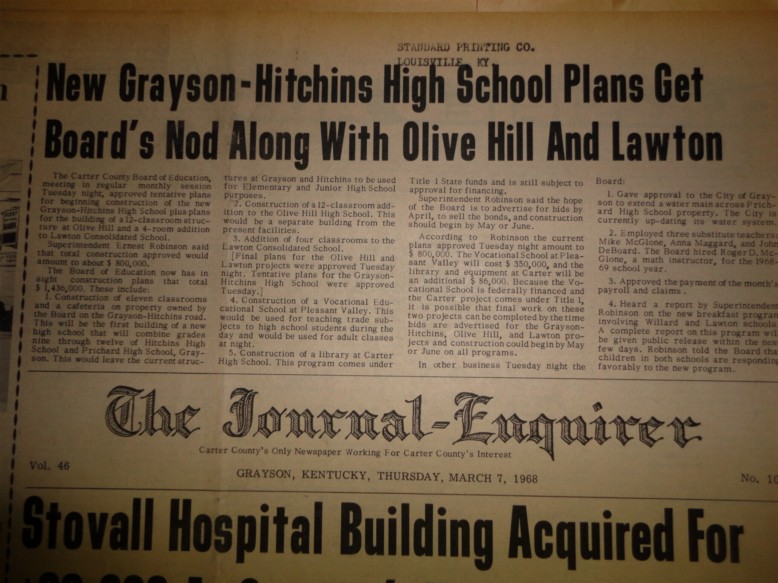 STANDARD PRINTING CO.
LOUISVILLE, KY.
New Grayson-Hitchins High School Plans Get
Board's Nod Along With Olive Hill And Lawton
The Carter County Board of Education,
meeting in regular monthly session
Tuesday night, approved tentative plans
for beginning construction of the new
Grayson-Hitchins High School plus plans
for the building of a 12-classroom struc-
ture at Olive Hill and a 4-room addition
to Lawton Consolidated School.
Superintendent Ernest Robinson said
that total construction approved would
amount to about $ 800,000.
The Board of Education now has in
eight construction plans that total
$ 1,436,000. These include:
1. Construction of eleven classrooms
and a cafeteria on property owned by
the Board on the Grayson-Hitchins road.
This will be the first building of a new
high school that will combine grades
nine through twelve of Hitchins High
School and Prichard High School, Gray-
son. This would leave the current struc-
tures at Grayson and Hitchins to be used
for Elementary and Junior High School
purposes.
2. Construction of a 12-classroom add-
ition to the Olive Hill High School. This
would be a separate building from the
present facilities.
3. Addition of four classrooms to the
Lawton Consolidated School.
[Final plans for the Olive Hill and
Lawton projects were approved Tuesday
night. Tentative plans for the Grayson-
Hitchins High School were approved
Tuesday.]
4. Construction of a Vocational Edu-
cational School at Pleasant Valley. This
would be used for teaching trade sub-
jects to high school students during the
day and would be used for adult classes
at night.
5. Construction of a library at Carter
High School. This program comes under
Title 1 State funds and is still subject to
approval for financing.
Superintendent Robinson said the hope
of the Board is to advertise for bids by
April, to sell the bonds, and construction
should begin by May or June.
According to Robinson the current
plans approved Tuesday night amount to
$ 800,000. The Vocational School at Pleas-
ant Valley will cost $ 350,000, and the
library and equipment at Carter will be
an additional $ 86,000. Because the Vo-
cational School is federally financed and
the Carter project comes under Title 1,
it is possible that final work on these
two projects can be completed by the time
bids are advertised for the Grayson-
Hitchins, Olive Hill, and Lawton pro-
jects and construction could begin by May
or June on all programs.
In other business Tuesday night the
Board:
1. Gave approval to the City of Gray-
son to extend a water main across Prich-
ard High School property. The City is
currently up-dating its water system.
2. Employed three substitute teachers:
Mike McGlone, Anna Maggard, and John
DeBoard. The Board hired Roger D. Mc-
Glone, a math instructor, for the 1968-
69 school year.
3. Approved the payment of the month's
payroll and claims.
4. Heard a report by Superintendent
Robinson on the new breakfast program
involving Willard and Lawton schools.
A complete report on this program will
be given public release within the next
few days. Robinson told the Board that
children in both schools are responding
favorably to the new program.
The Journal-Enquirer
Carter County's Only Newspaper Working For Carter County's Interest
Vol. 46
GRAYSON, KENTUCKY, THURSDAY, MARCH 7, 1968
No. 10
Stovall Hospital Building Acquired For